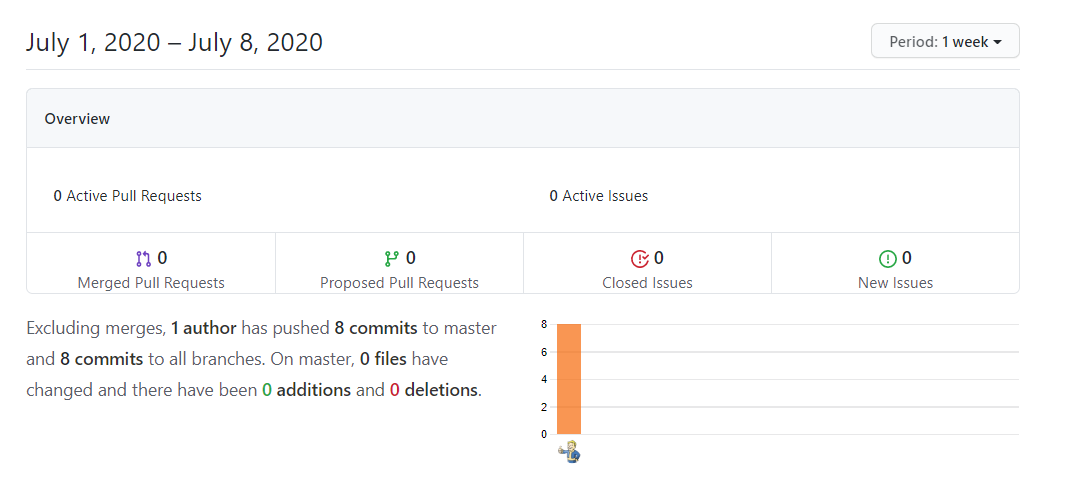 July 1, 2020 – July 8, 2020
Period: 1 week
Overview
0 Active Pull Requests
0 Active Issues
0
Merged Pull Requests
0
Proposed Pull Requests
0
Closed Issues
0
New Issues
Excluding merges, 1 author has pushed 8 commits to master
and 8 commits to all branches. On master, 0 files have
changed and there have been 0 additions and 0 deletions.
8
6
4
2
0